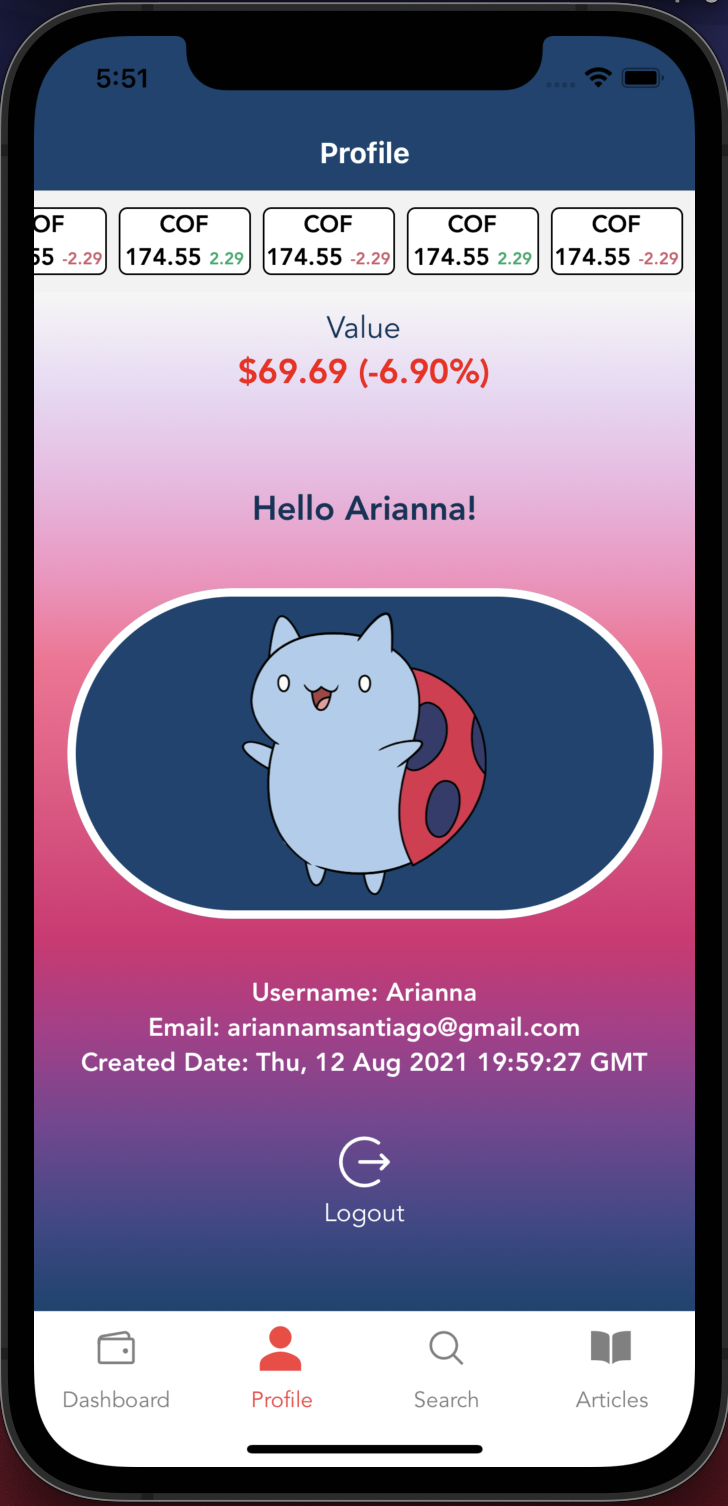 5:51
Profile
OF COF COF COF COF
55 -2.29 174.55 2.29 174.55 -2.29 174.55 2.29 174.55 -2.29
Value
$69.69 (-6.90%)
Hello Arianna!
Username: Arianna
Email: ariannamsantiago@gmail.com
Created Date: Thu, 12 Aug 2021 19:59:27 GMT
Logout
Dashboard Profile Search Articles